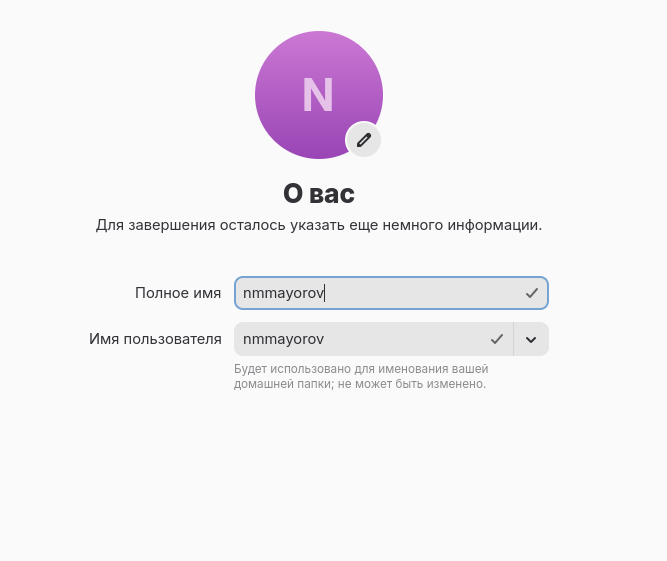 N
О вас
Для завершения осталось указать еще немного информации.
Полное имя nmmayorov
Имя пользователя nmmayorov
Будет использовано для именования вашей
домашней папки; не может быть изменено.